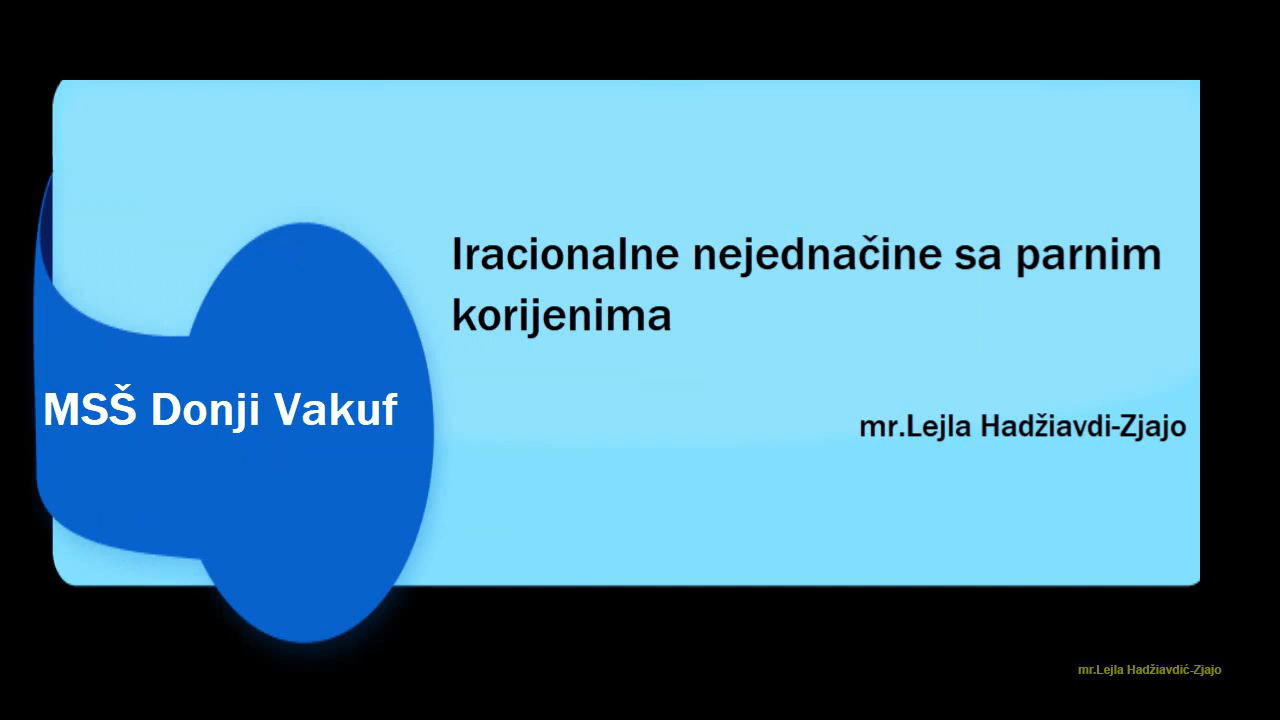 Iracionalne nejednačine sa parnim
korijenima
MSŠ Donji Vakuf
mr.Lejla Hadžiavdi-Zjajo
mr.Lejla Hadžiavdić-Zjajo